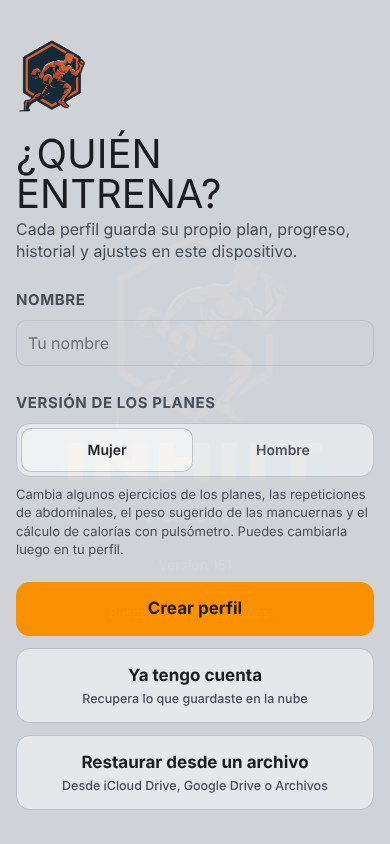 ¿QUIÉN
ENTRENA?
Cada perfil guarda su propio plan, progreso,
historial y ajustes en este dispositivo.
NOMBRE
Tu nombre
VERSIÓN DE LOS PLANES
Mujer
Hombre
Cambia algunos ejercicios de los planes, las repeticiones
de abdominales, el peso sugerido de las mancuernas y el
cálculo de calorías con pulsómetro. Puedes cambiarla
luego en tu perfil.
Crear perfil
Ya tengo cuenta
Recupera lo que guardaste en la nube
Restaurar desde un archivo
Desde iCloud Drive, Google Drive o Archivos